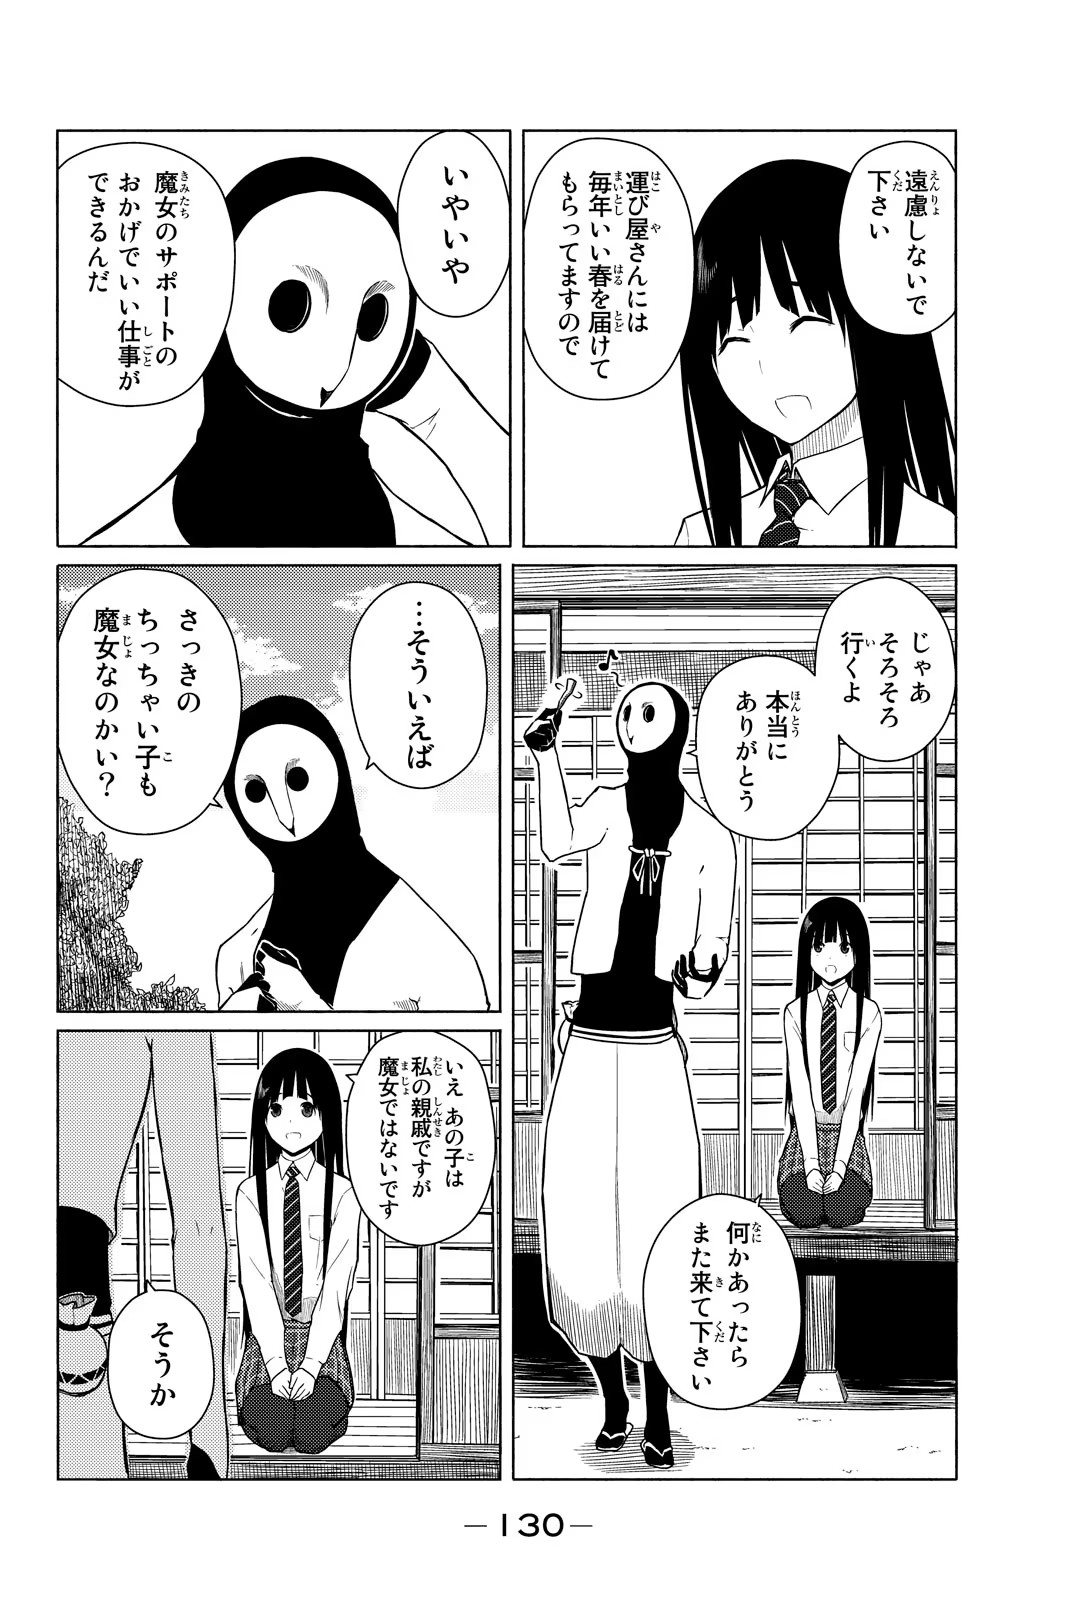 遠慮しないで
下さい
運び屋さんには
毎年いい春を届けて
もらってますので
いやいや
魔女のサポートの
おかげでいい仕事が
できるんだ
じゃあ
そろそろ
行くよ
本当に
ありがとう
♪
何かあったら
また来て下さい
…そういえば
さっきの
ちっちゃい子も
魔女なのかい?
いえ あの子は
私の親戚ですが
魔女ではないです
そうか
—130—